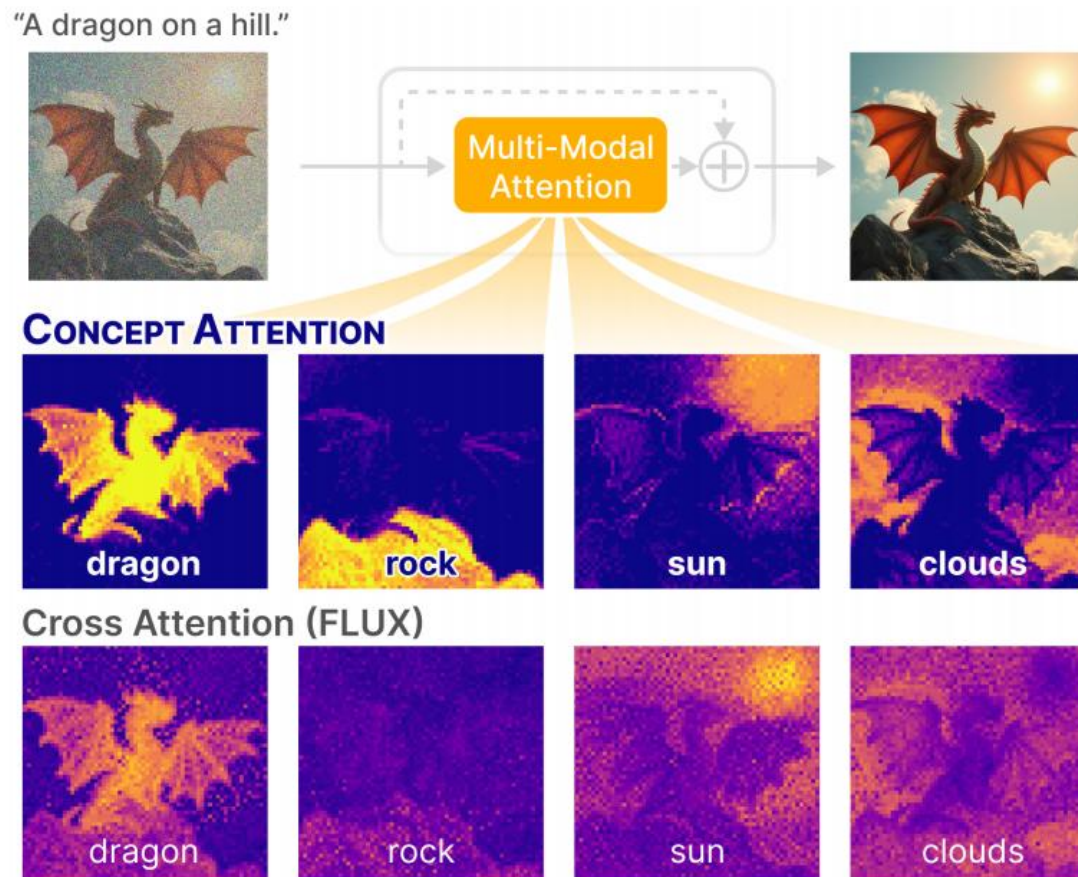 “A dragon on a hill.”
Multi-Modal
Attention
CONCEPT ATTENTION
dragon
rock
sun
clouds
Cross Attention (FLUX)
dragon
rock
sun
clouds